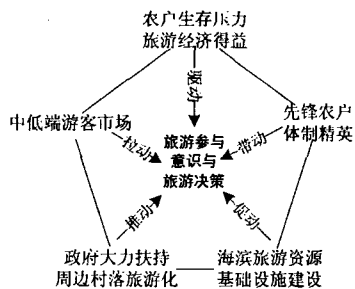 农户生存压力
旅游经济得益
驱动
中低端游客市场
先锋农户
体制精英
拉动
带动
旅游参与
意识与
旅游决策
推动
促动
政府大力扶持
周边村落旅游化
海滨旅游资源
基础设施建设